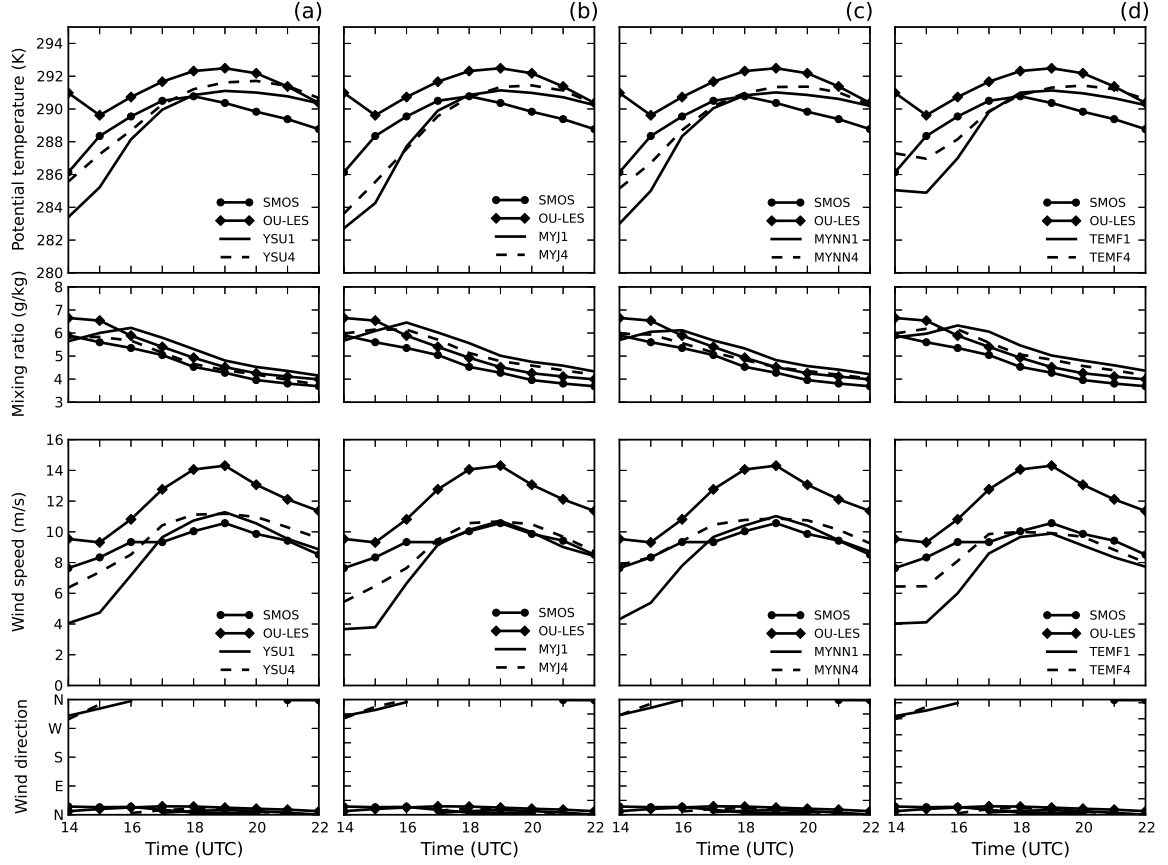 (a) (b) (c) (d)
Potential temperature (K)
294
292
290
288
286
284
282
280
SMOS
OU-LES
YSU1
YSU4
SMOS
OU-LES
MYJ1
MYJ4
SMOS
OU-LES
MYNN1
MYNN4
SMOS
OU-LES
TEMF1
TEMF4
Mixing ratio (g/kg)
8
7
6
5
4
3
Wind speed (m/s)
16
14
12
10
8
6
4
2
0
SMOS
OU-LES
YSU1
YSU4
SMOS
OU-LES
MYJ1
MYJ4
SMOS
OU-LES
MYNN1
MYNN4
SMOS
OU-LES
TEMF1
TEMF4
Wind direction
N
W
S
E
N
14 16 18 20 22 14 16 18 20 22 14 16 18 20 22 14 16 18 20 22
Time (UTC) Time (UTC) Time (UTC) Time (UTC)